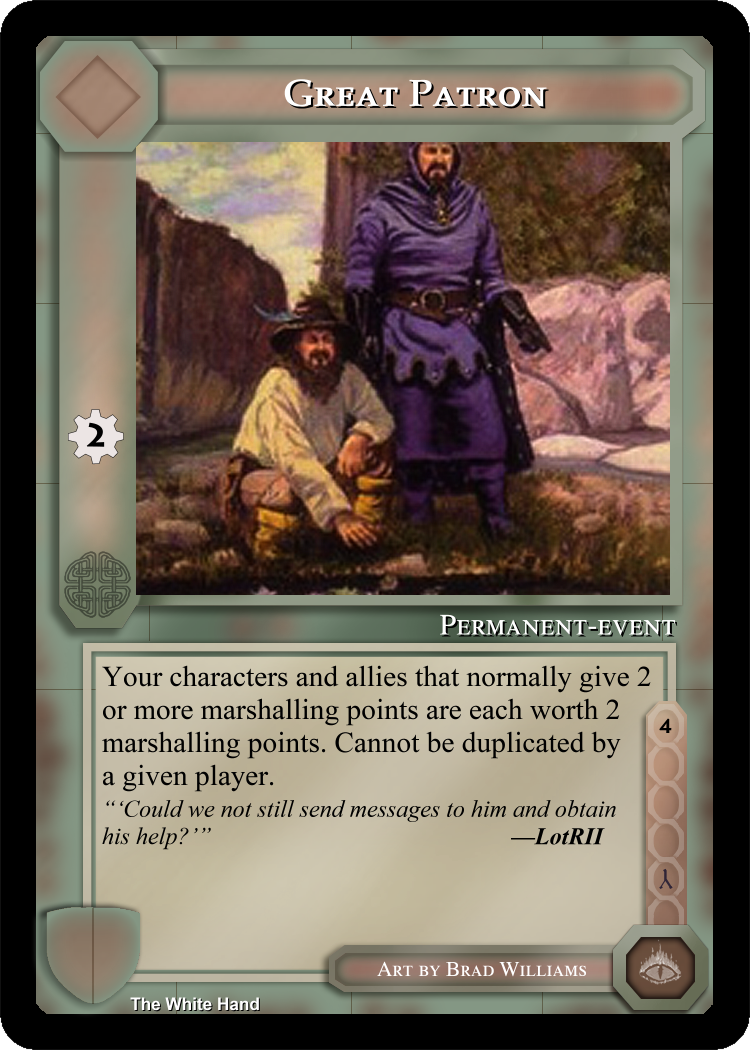 Great Patron
2
Permanent-event
Your characters and allies that normally give 2
or more marshalling points are each worth 2
marshalling points. Cannot be duplicated by
a given player.
“‘Could we not still send messages to him and obtain
his help?’” —LotRII
4
Art by Brad Williams
The White Hand